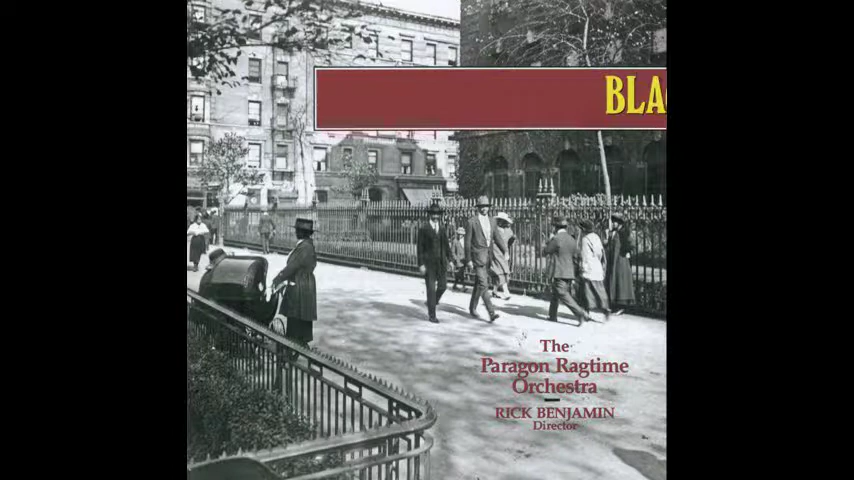 BLA
The
Paragon Ragtime
Orchestra
RICK BENJAMIN
Director